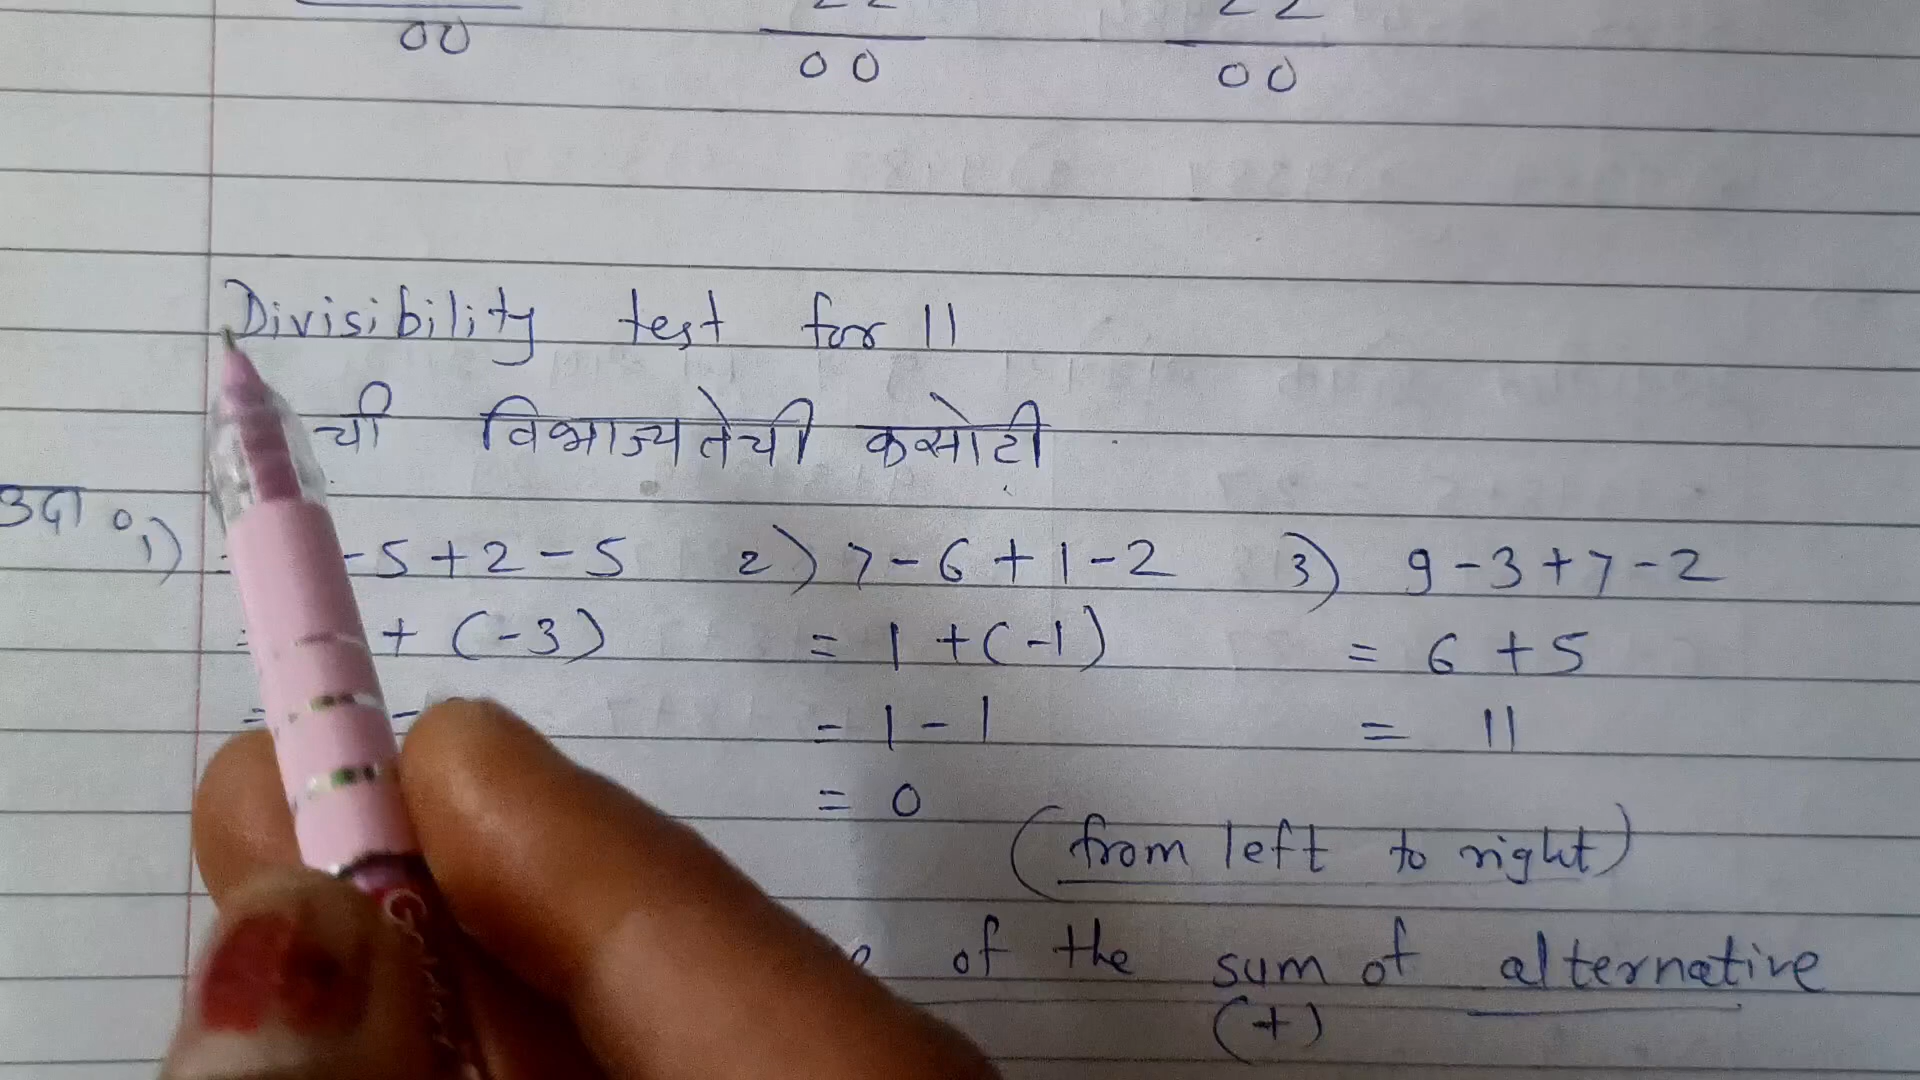 00 00 00
Divisibility test for 11
ची विभाज्यतेची कसोटी
उदा० 1) -5+2-5 2) 7-6+1-2 3) 9-3+7-2
= + (-3) = 1+(-1) = 6+5
= - = 1-1 = 11
= 0
(from left to right)
of the sum of alternative
(+)